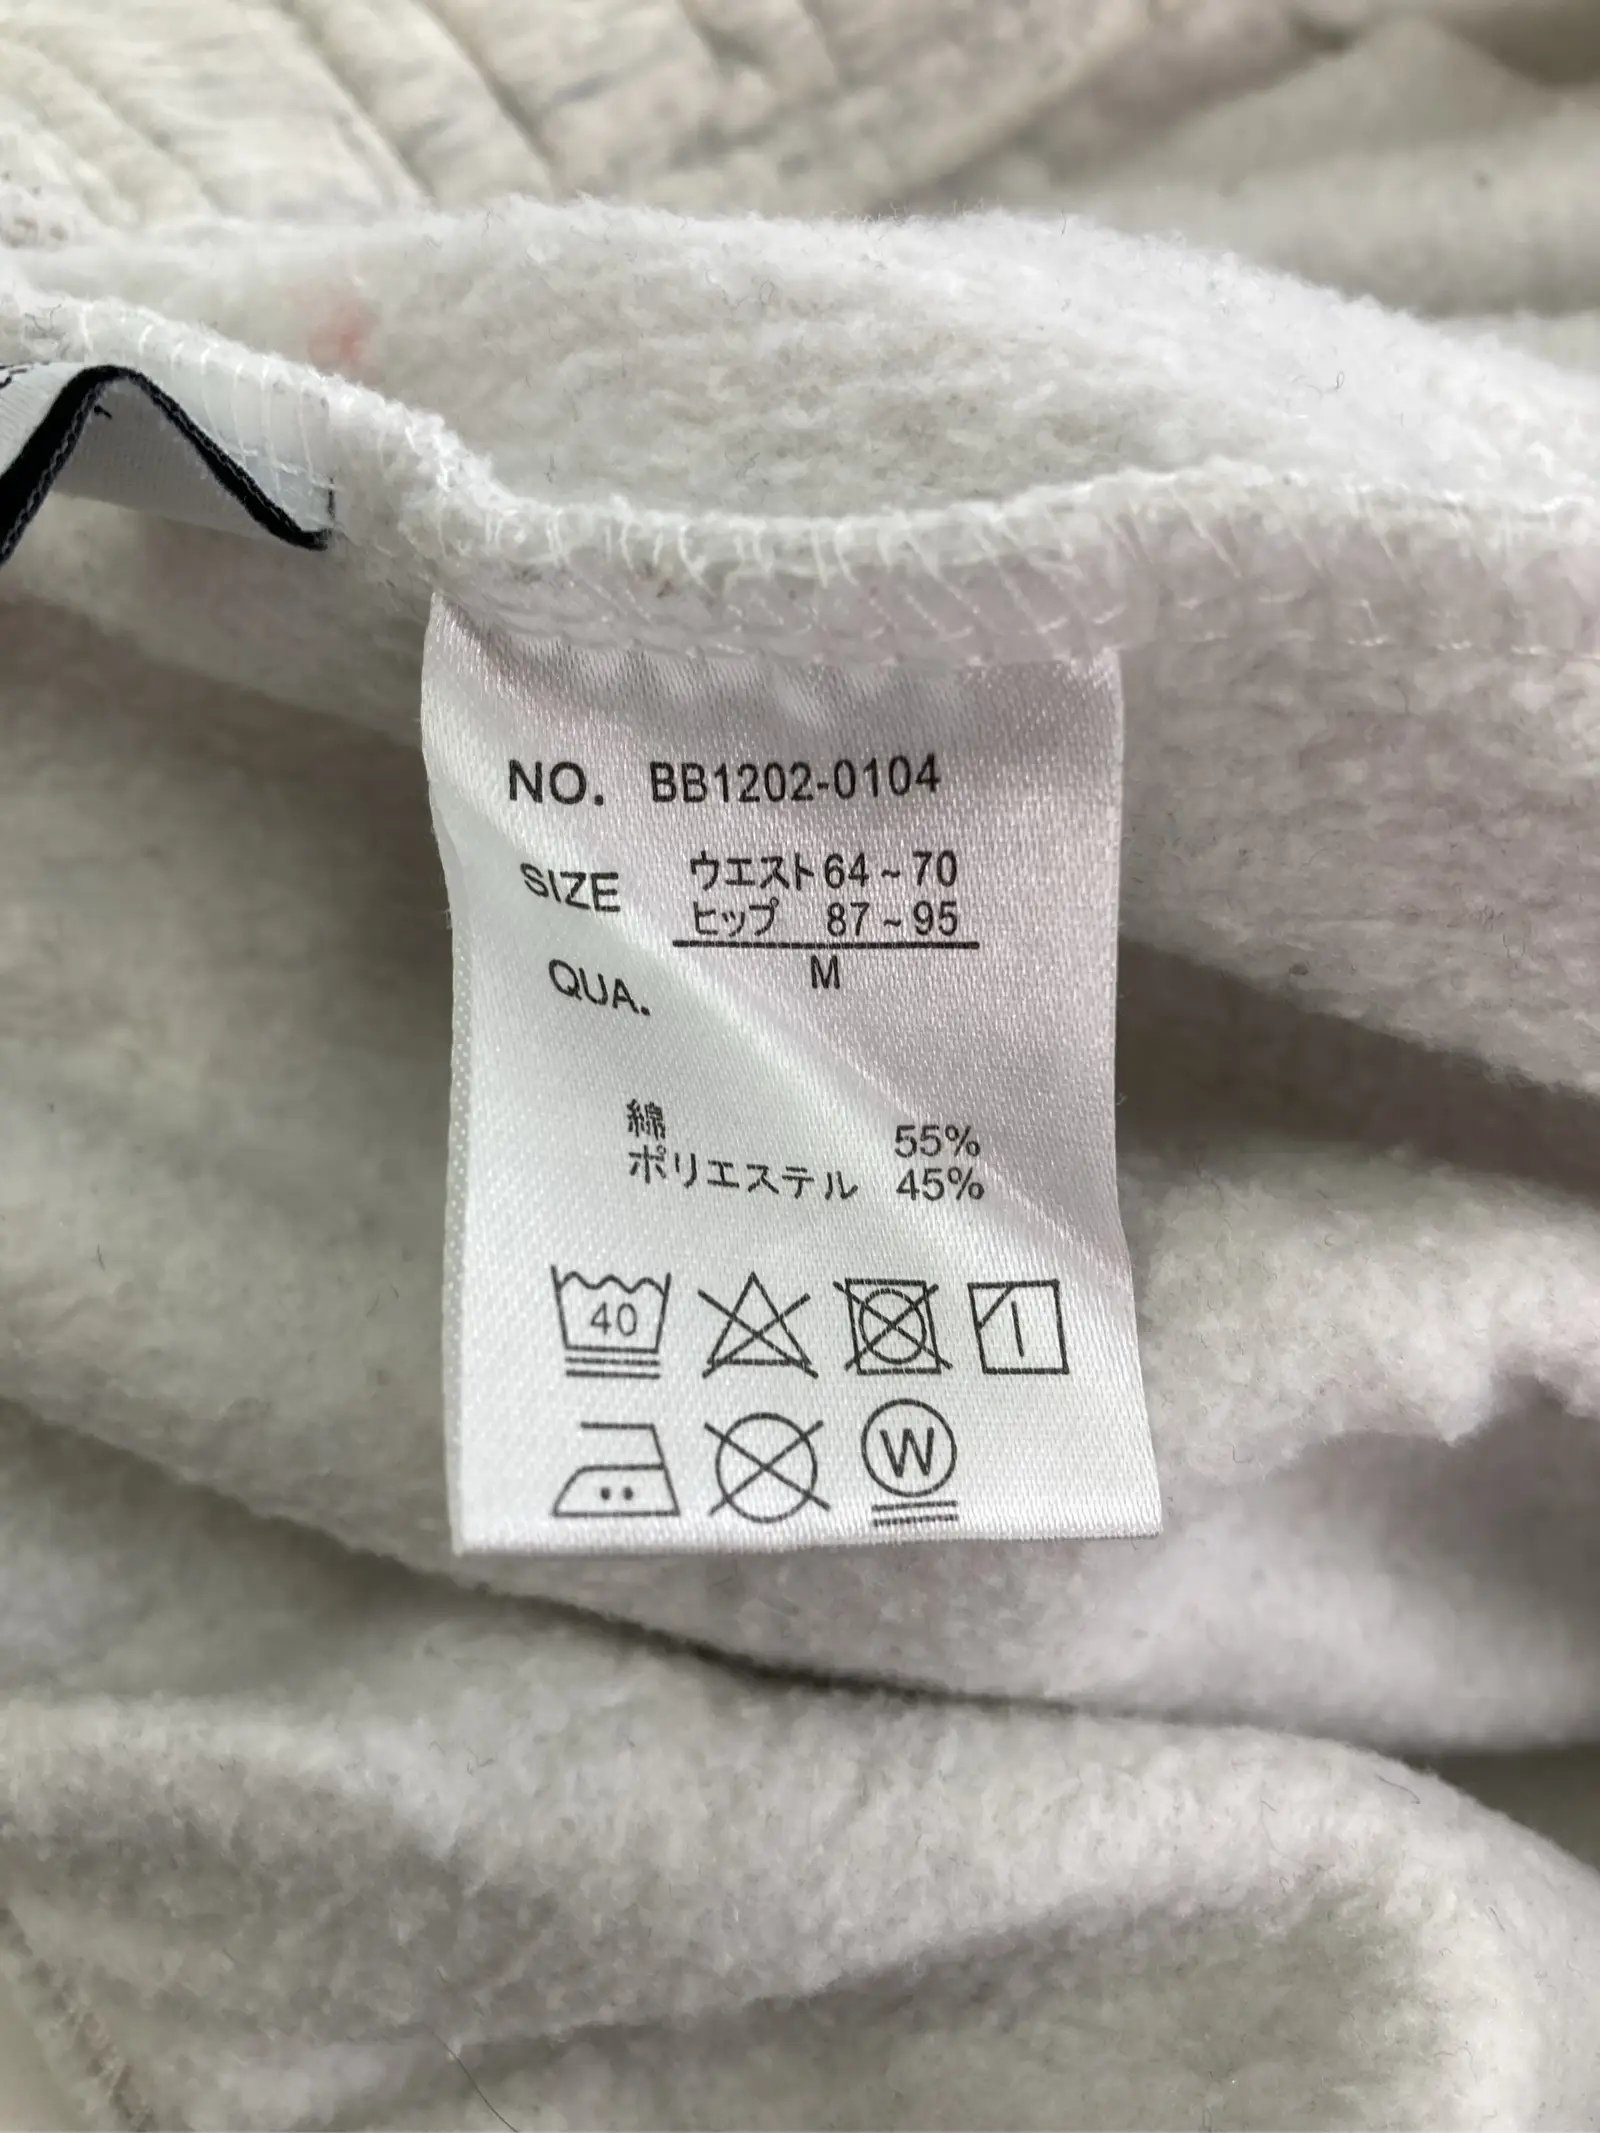 NO. BB1202-0104
SIZE ウエスト64~70
ヒップ 87~95
M
QUA.
綿 55%
ポリエステル 45%
40
W